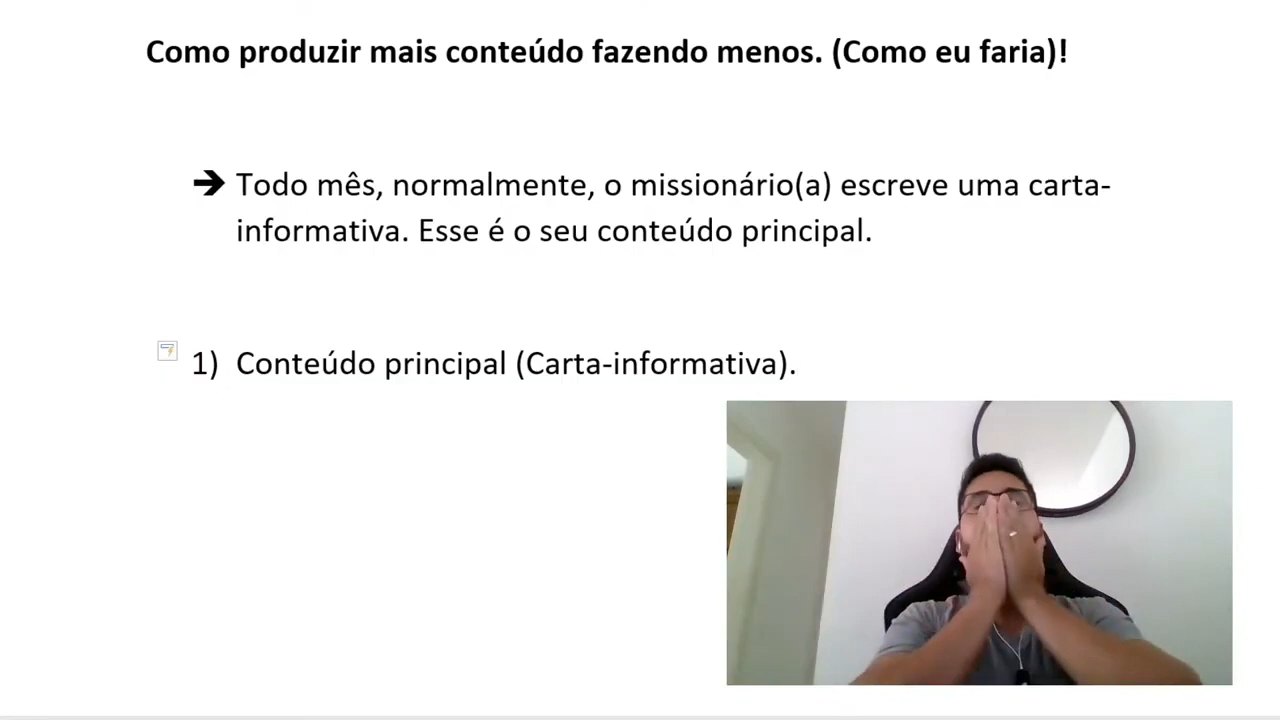 Como produzir mais conteúdo fazendo menos. (Como eu faria)!
➔ Todo mês, normalmente, o missionário(a) escreve uma carta-
informativa. Esse é o seu conteúdo principal.
1) Conteúdo principal (Carta-informativa).